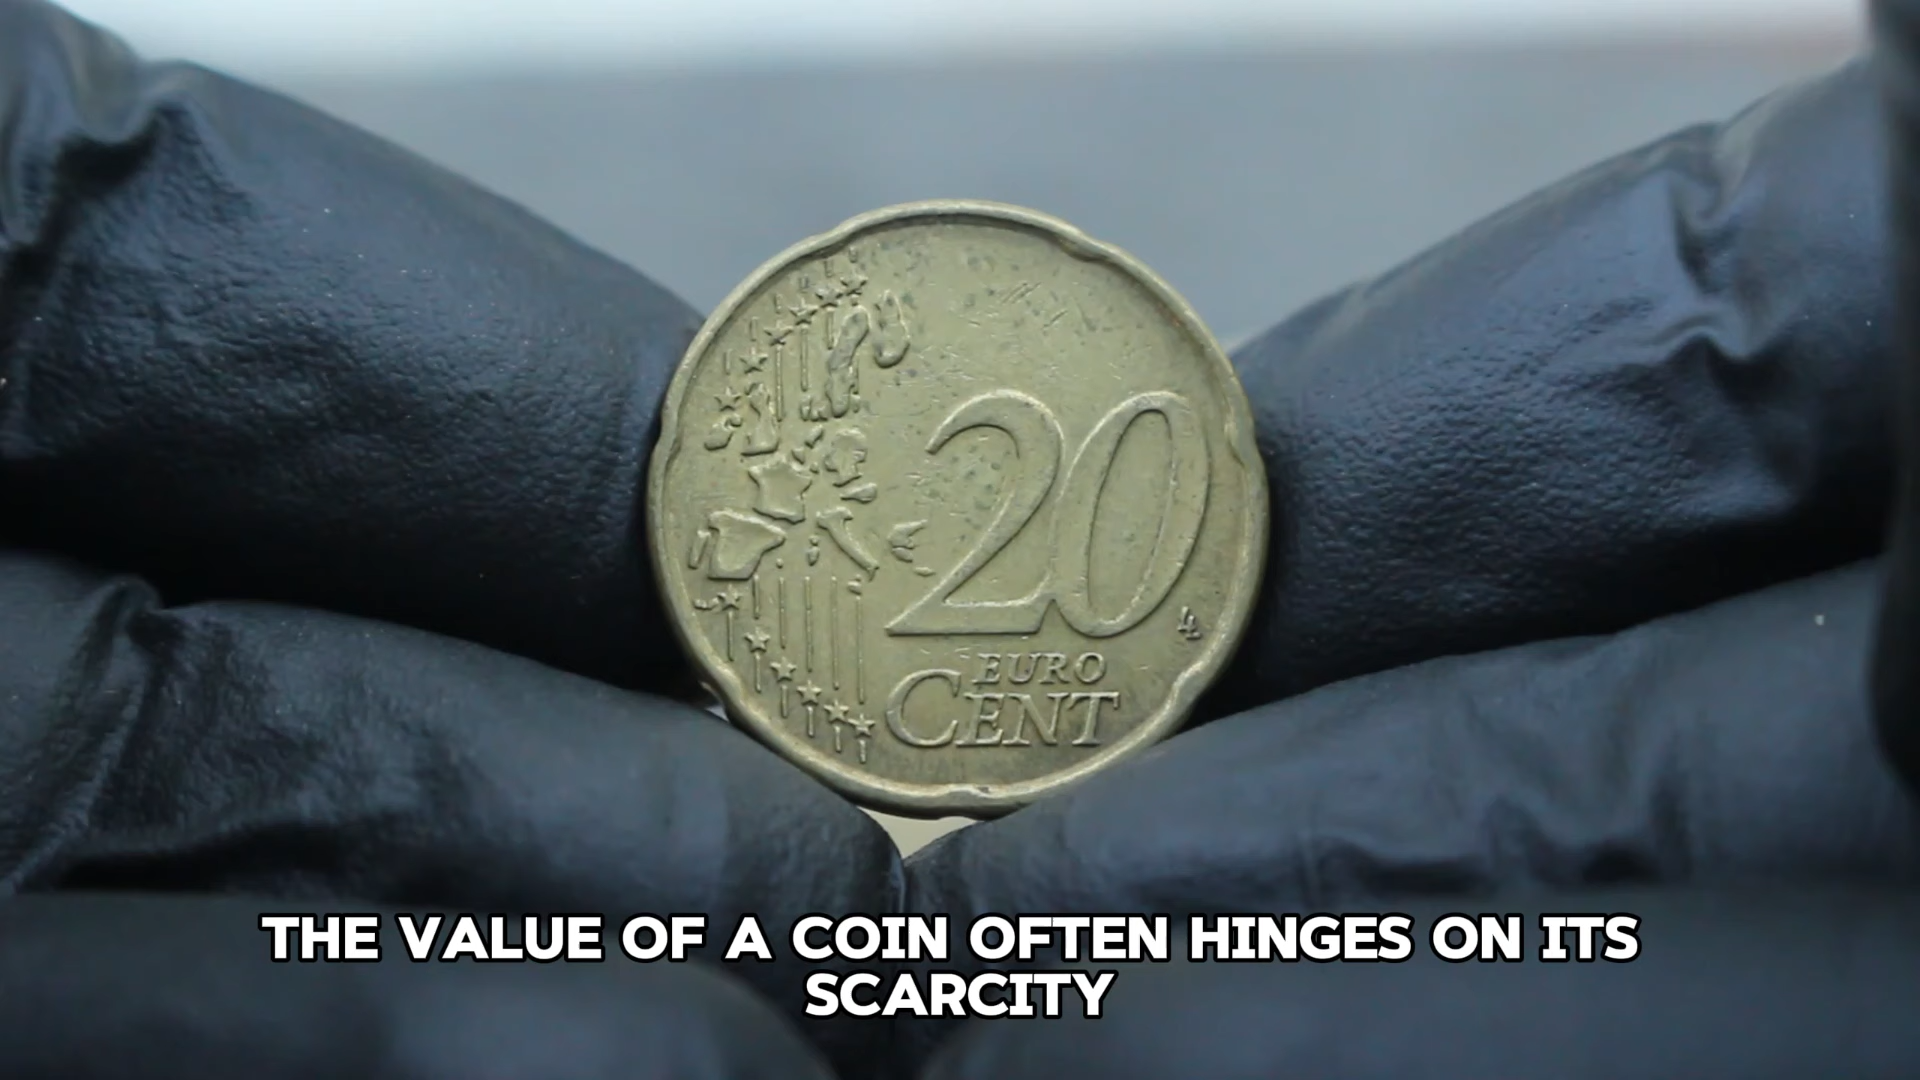 20
EURO
CENT
THE VALUE OF A COIN OFTEN HINGES ON ITS
SCARCITY